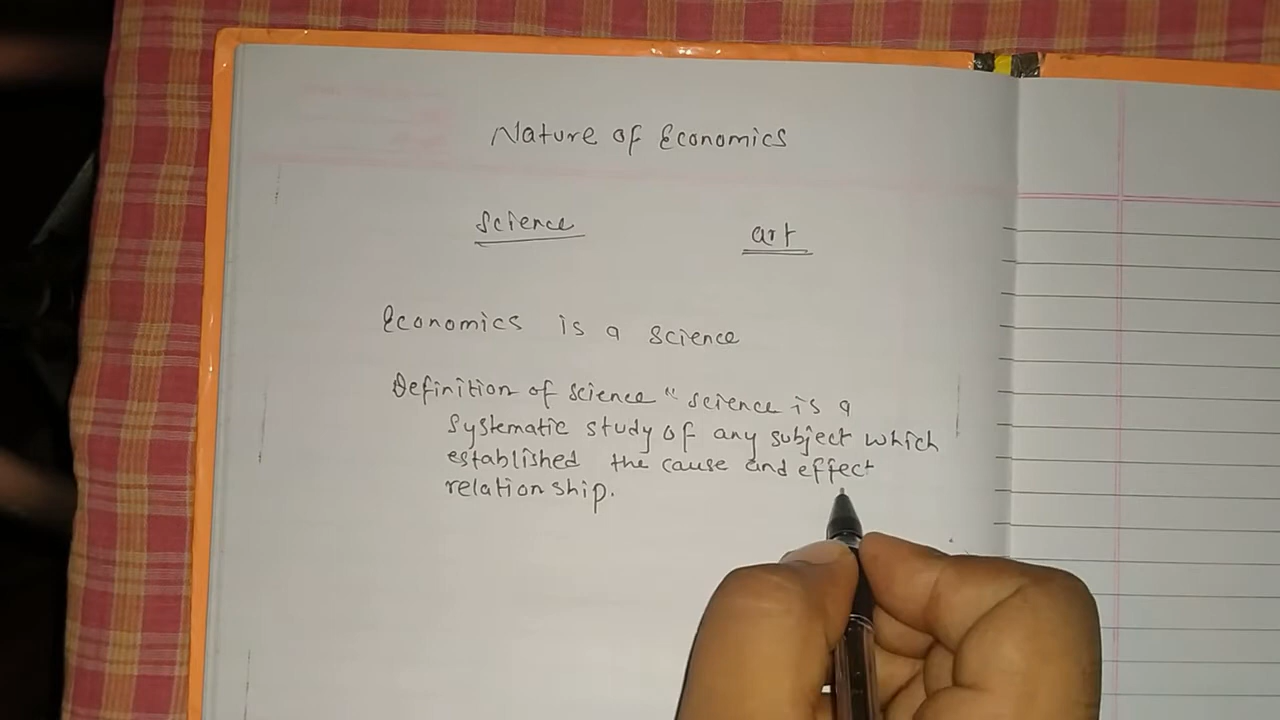 Nature of Economics
Science art
Economics is a science
Definition of science "science is a
systematic study of any subject which
established the cause and effect
relationship.